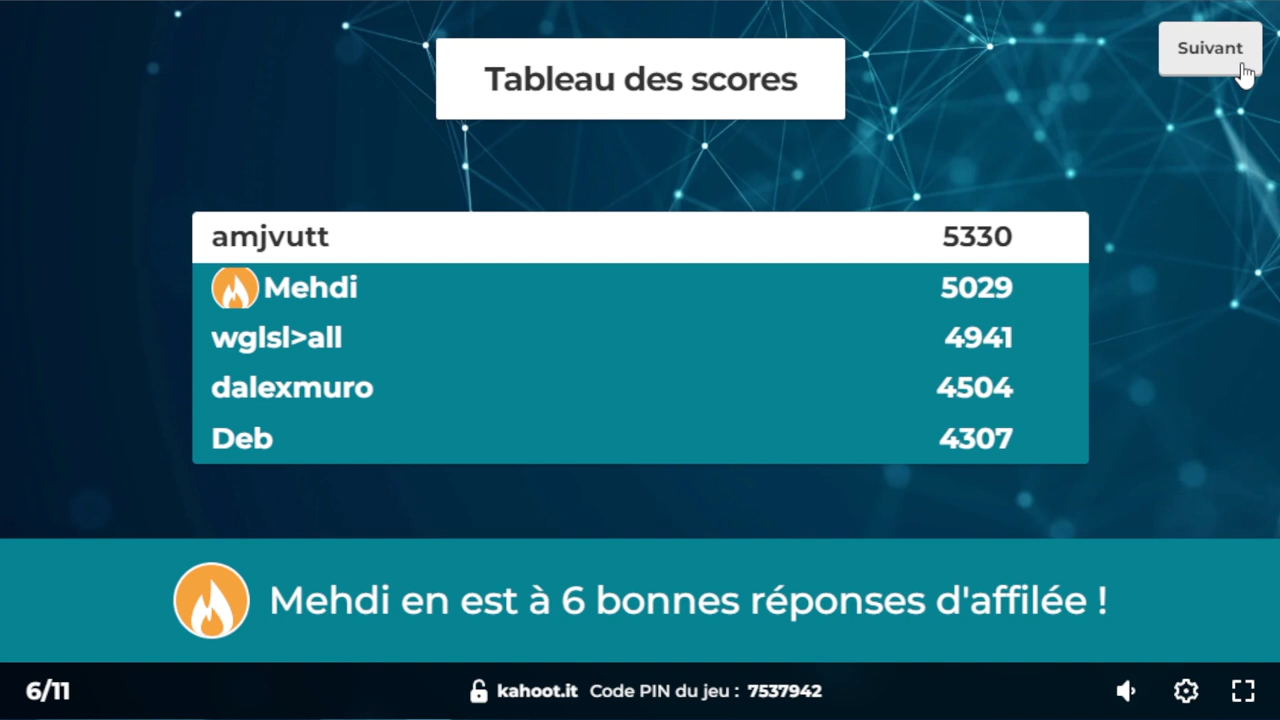 Suivant
Tableau des scores
amjvutt 5330
Mehdi 5029
wglsl>all 4941
dalexmuro 4504
Deb 4307
Mehdi en est à 6 bonnes réponses d'affilée !
6/11 kahoot.it Code PIN du jeu : 7537942